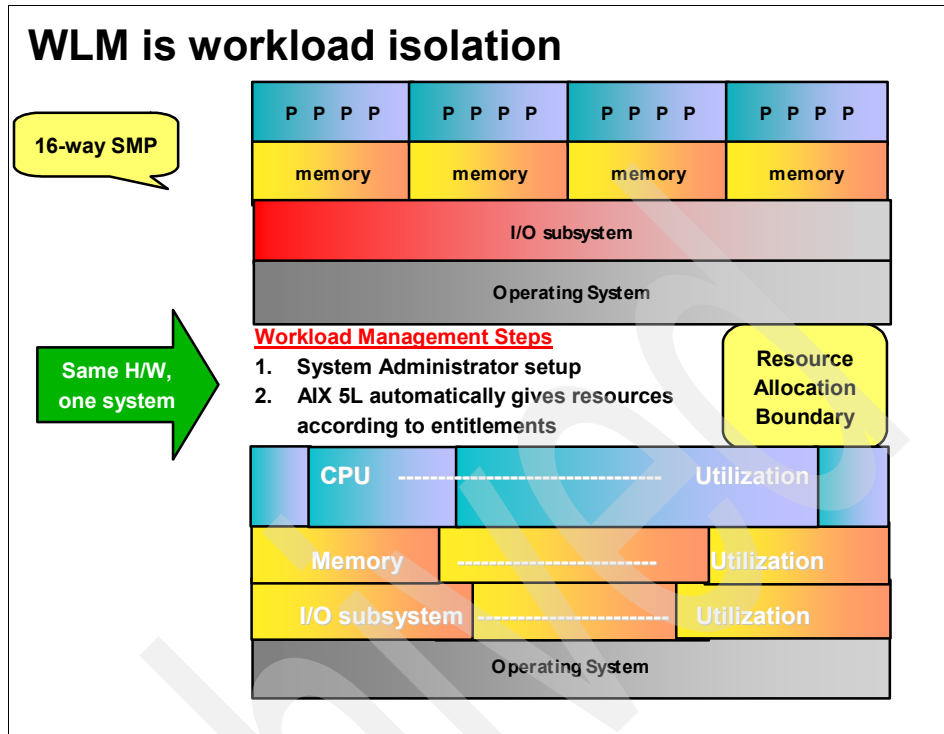 WLM is workload isolation
16-way SMP
P P P P P P P P P P P P P P P P
memory memory memory memory
I/O subsystem
Operating System
Same H/W,
one system
Workload Management Steps
1. System Administrator setup
2. AIX 5L automatically gives resources
according to entitlements
Resource
Allocation
Boundary
CPU ---------------------------------- Utilization
Memory ------------------------- Utilization
I/O subsystem ------------------------ Utilization
Operating System